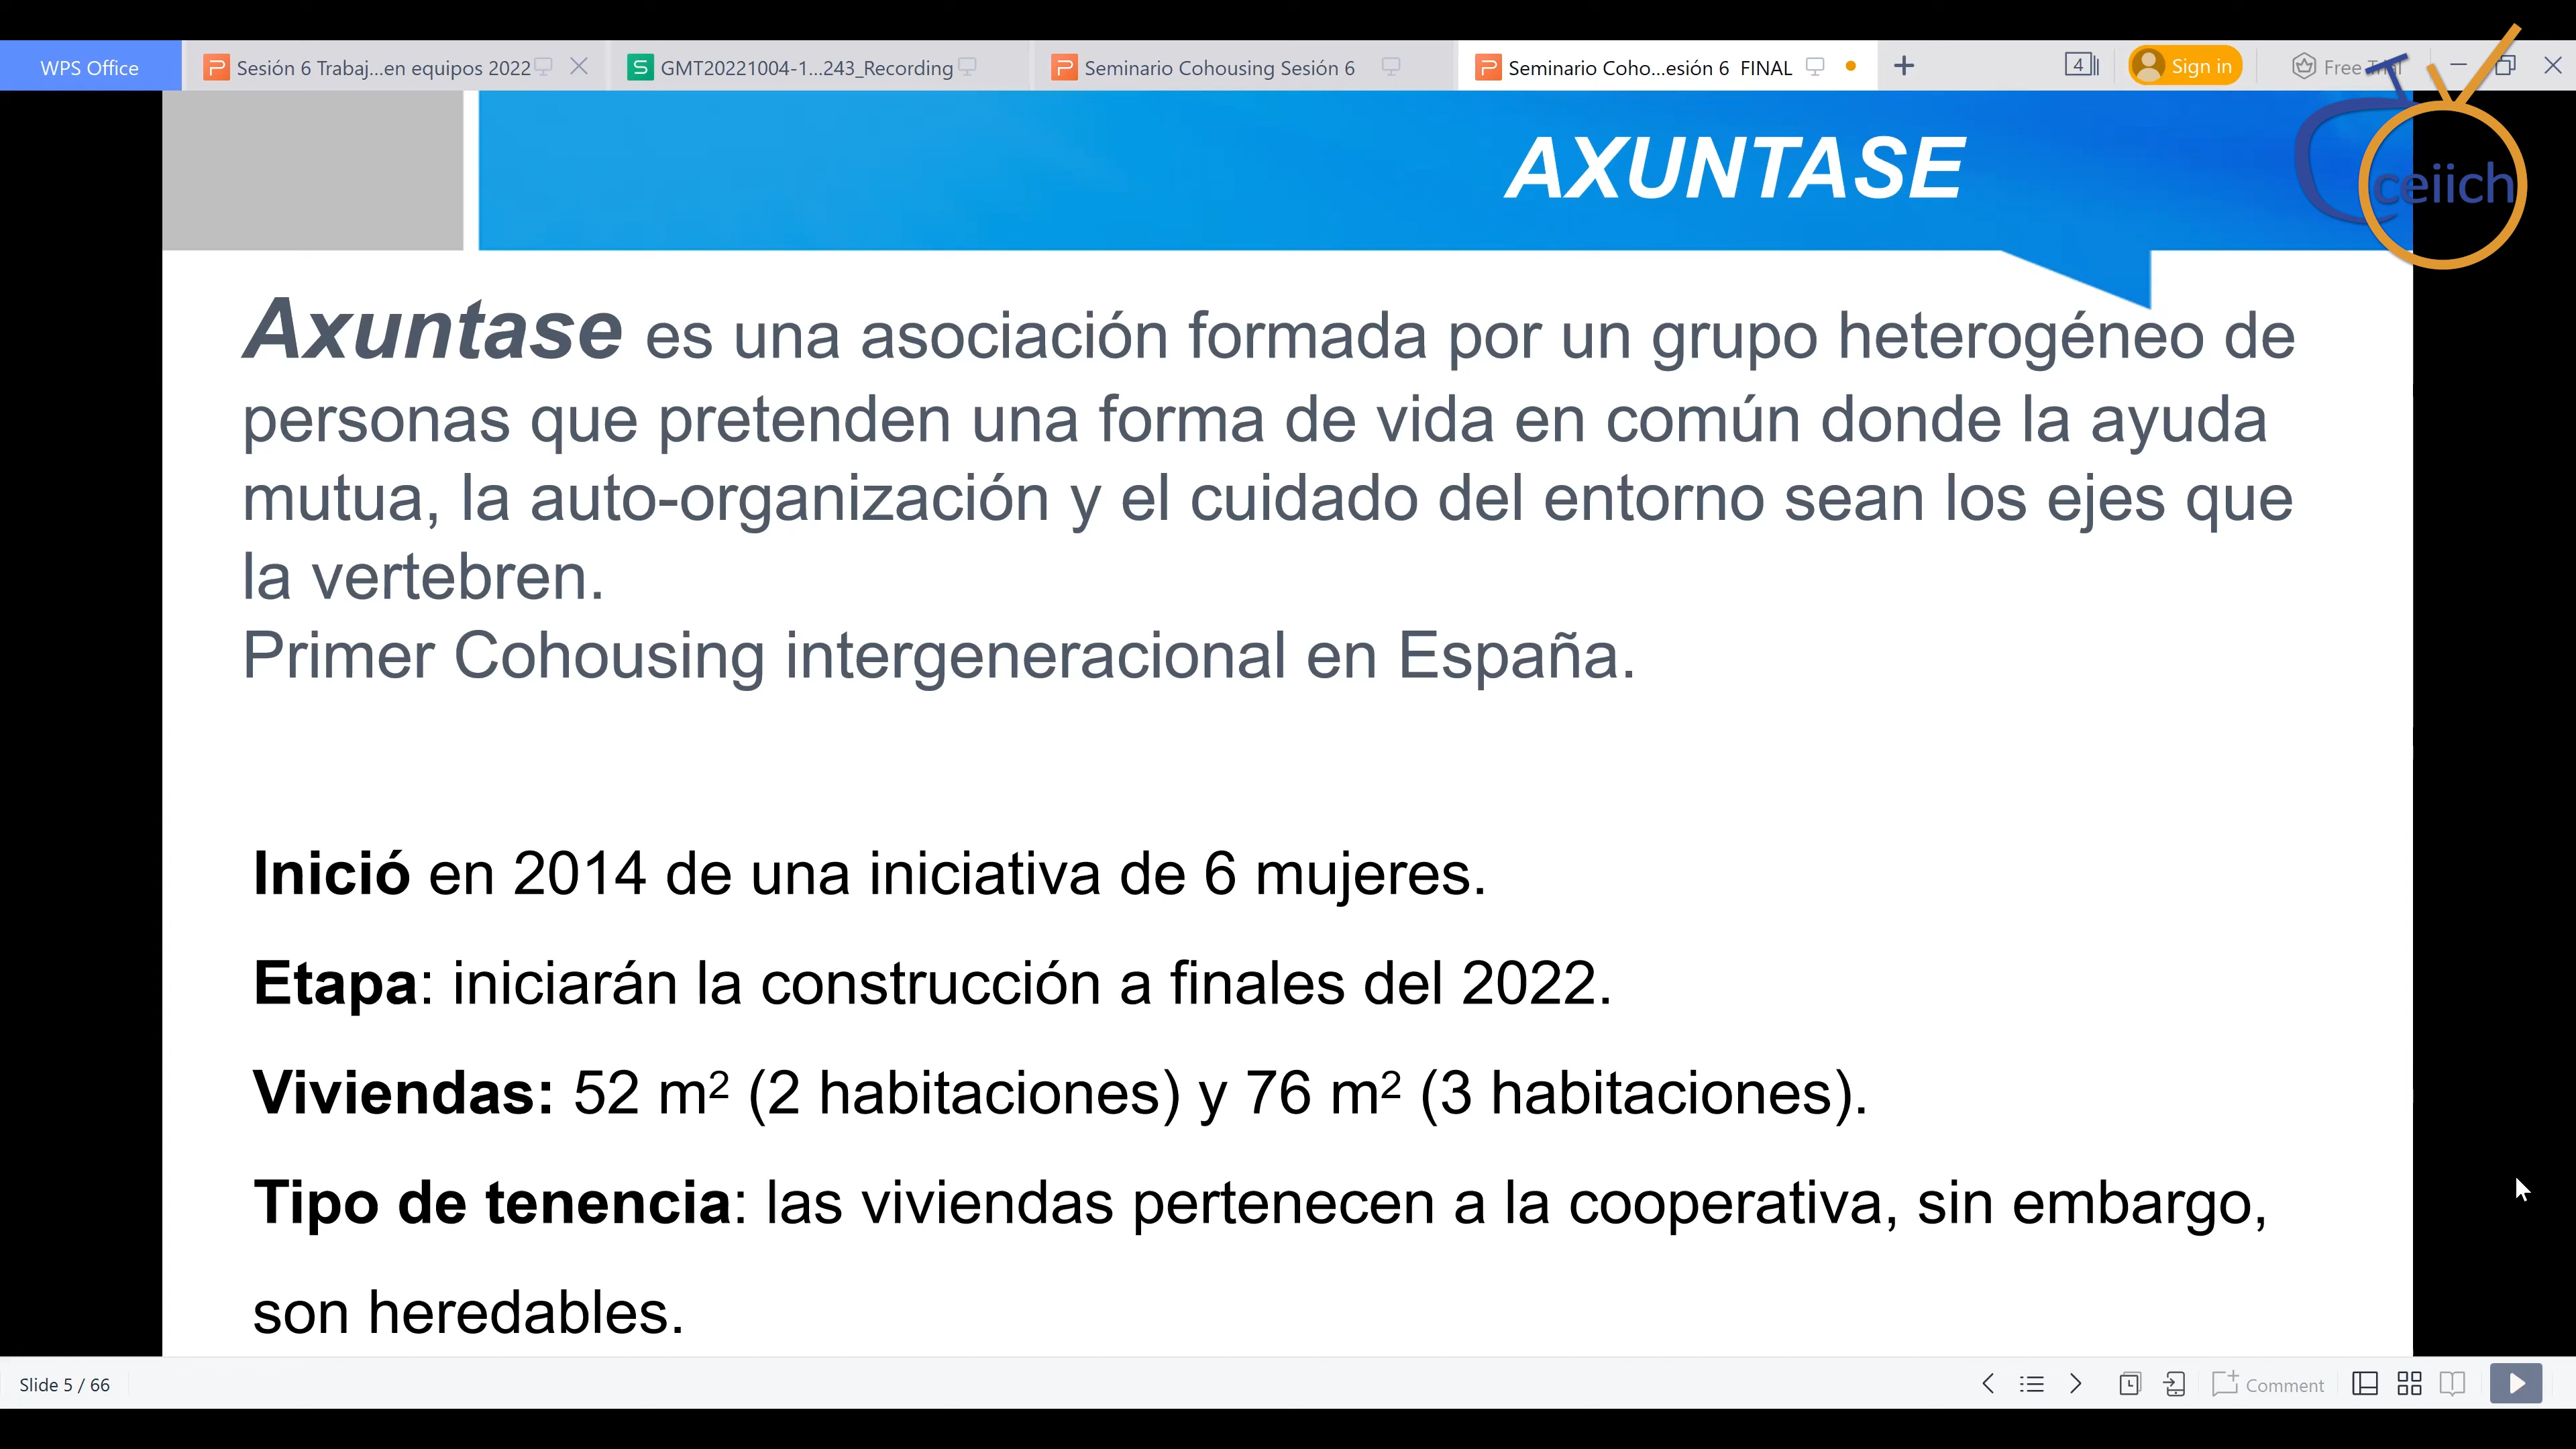 WPS Office
Sesión 6 Trabaj...en equipos 2022
GMT20221004-1...243_Recording
Seminario Cohousing Sesión 6
Seminario Coho...esión 6 FINAL
4
Sign in
Free Trial
ceiich
AXUNTASE
Axuntase es una asociación formada por un grupo heterogéneo de
personas que pretenden una forma de vida en común donde la ayuda
mutua, la auto-organización y el cuidado del entorno sean los ejes que
la vertebren.
Primer Cohousing intergeneracional en España.
Inició en 2014 de una iniciativa de 6 mujeres.
Etapa: iniciarán la construcción a finales del 2022.
Viviendas: 52 m² (2 habitaciones) y 76 m² (3 habitaciones).
Tipo de tenencia: las viviendas pertenecen a la cooperativa, sin embargo,
son heredables.
Slide 5 / 66
Comment